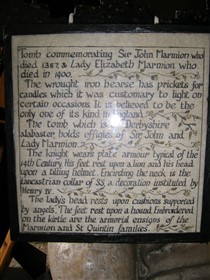 Tomb commemorating Sir John Marmion who
died 1387 & Lady Elizabeth Marmion who
died in 1400.
The wrought iron hearse has prickets for
candles which it was customary to light on
certain occasions. It is believed to be the
only one of its kind in England.
The Tomb which is of Derbyshire
alabaster holds effigies of Sir John and
Lady Marmion.
The knight wears plate armour typical of the
14th Century his feet rest upon a lion and his head
upon a tilting helmet. Encircling the neck is the
Lancastrian collar of SS a decoration instituted by
Henry IV.
The lady's head rests upon cushions supported
by angels. The feet rest upon a hound. Embroidered
on the kirtle are the armorial ensigns of the
Marmion and St Quintin families.